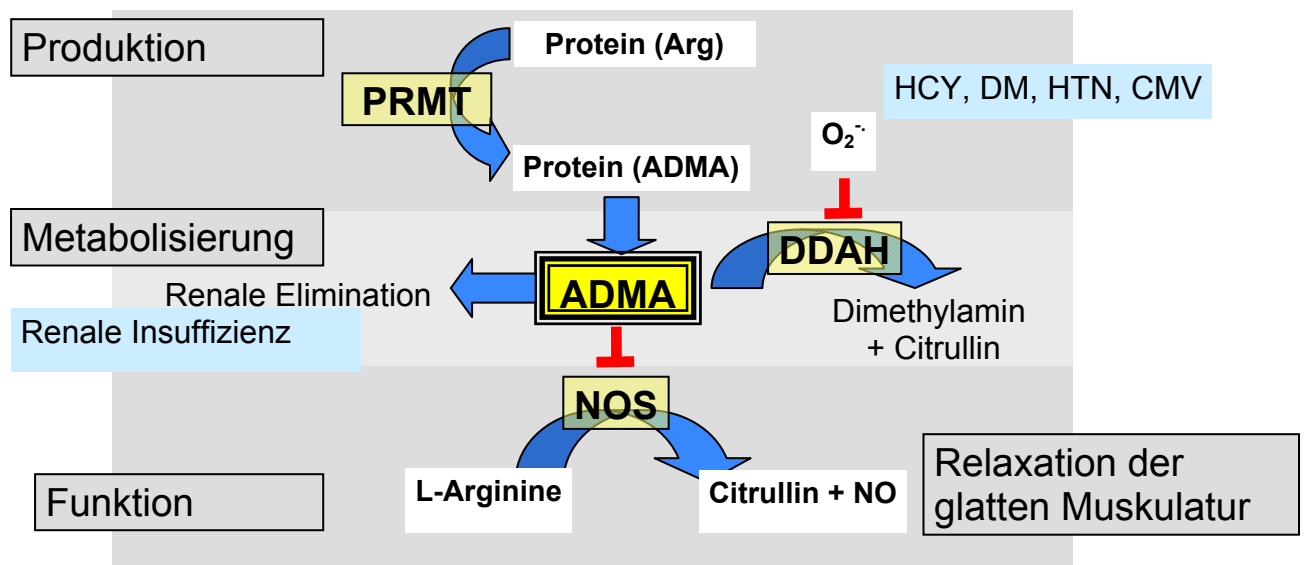 Produktion
Protein (Arg)
PRMT
HCY, DM, HTN, CMV
O₂⁻·
Protein (ADMA)
Metabolisierung
DDAH
Renale Elimination
ADMA
Dimethylamin
+ Citrullin
Renale Insuffizienz
NOS
L-Arginine
Citrullin + NO
Funktion
Relaxation der
glatten Muskulatur